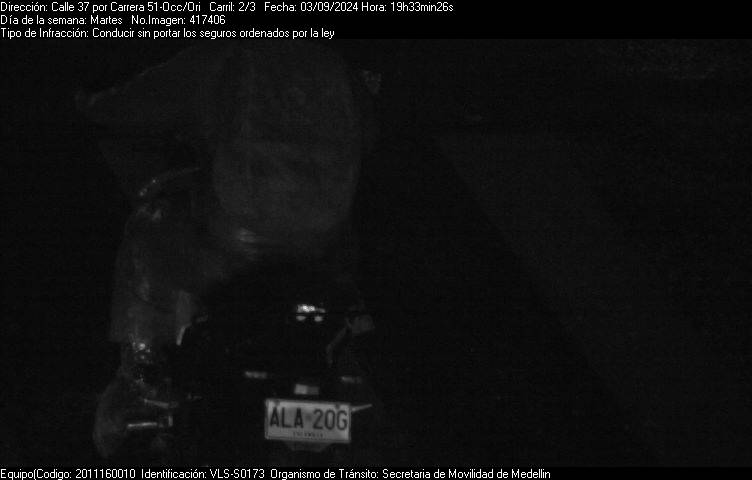 Dirección: Calle 37 por Carrera 51-Occ/Ori   Carril: 2/3   Fecha: 03/09/2024 Hora: 19h33min26s
Día de la semana: Martes   No.Imagen: 417406
Tipo de Infracción: Conducir sin portar los seguros ordenados por la ley
ALA 20G
Equipo(Codigo: 2011160010  Identificación: VLS-S0173  Organismo de Tránsito: Secretaria de Movilidad de Medellin